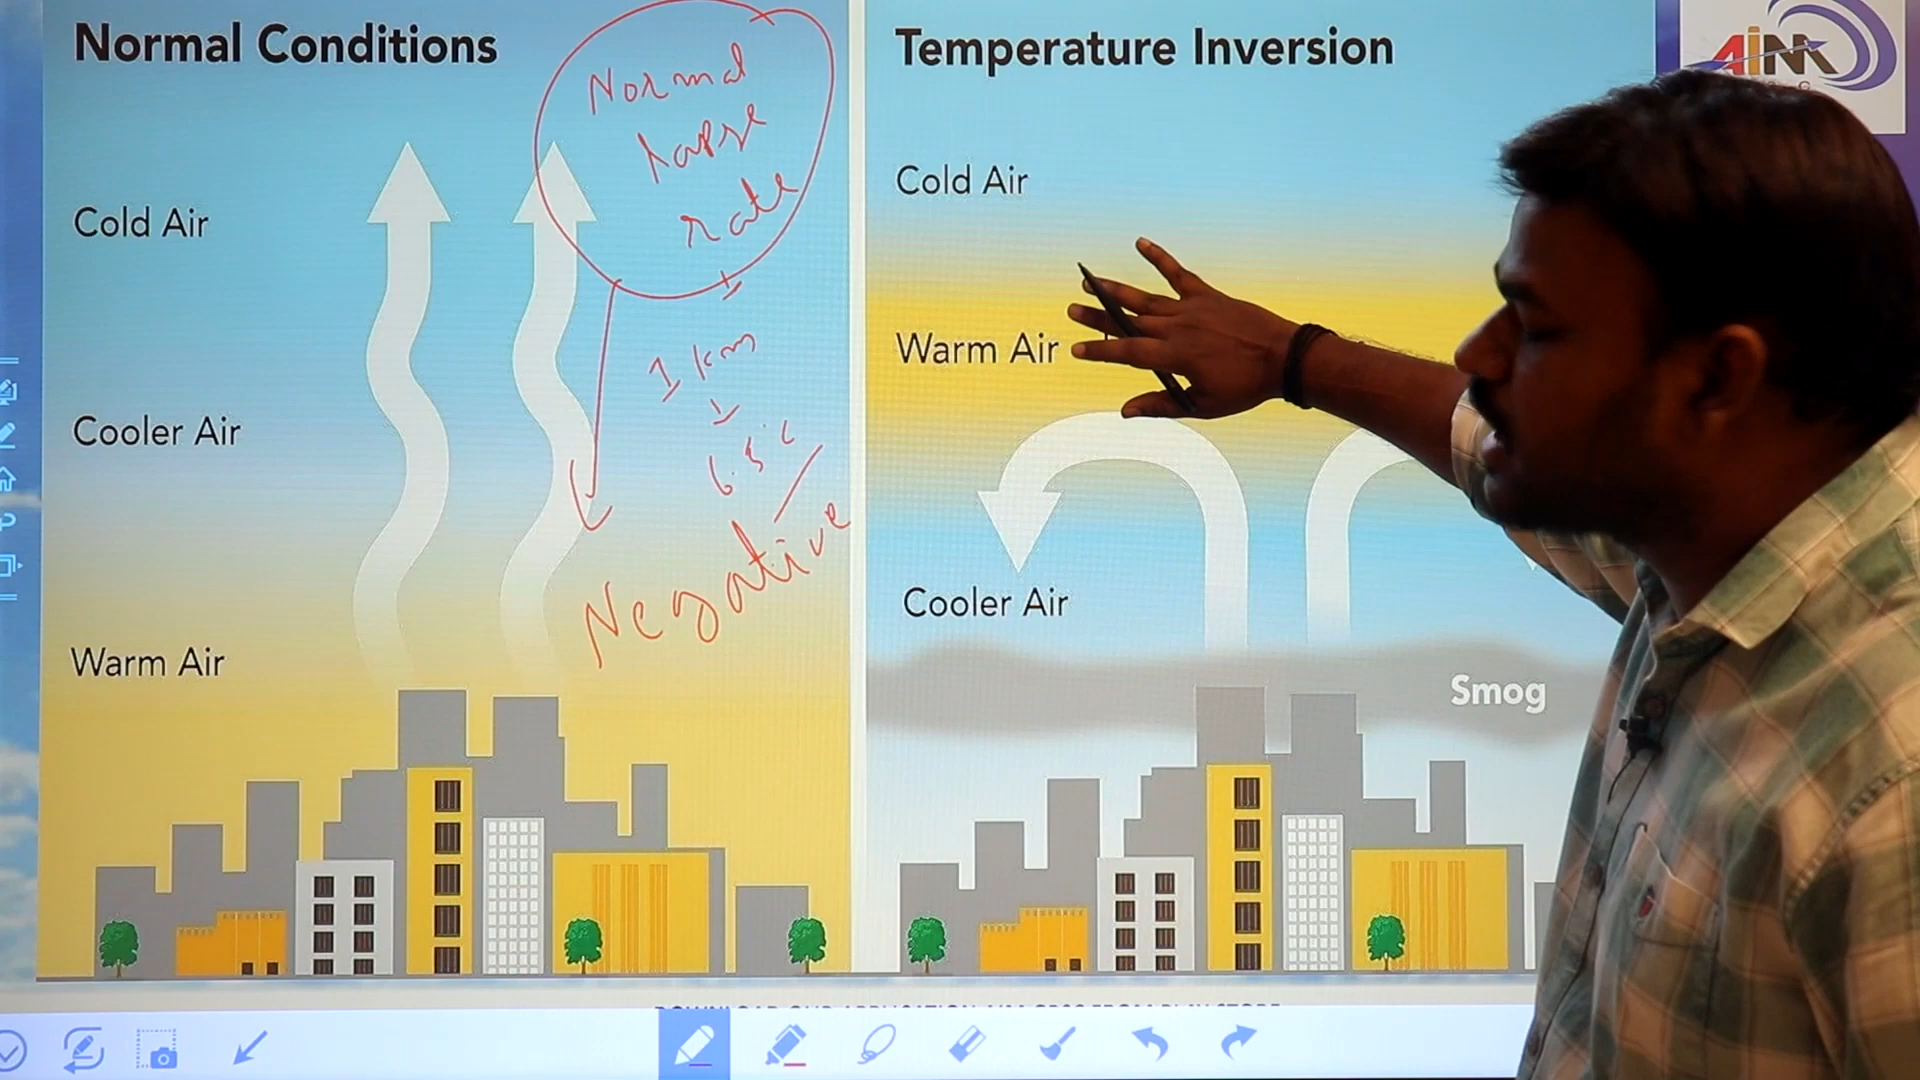 Normal Conditions
Normal
lapse
rate
Cold Air
1 km
Cooler Air
6.5 c
Negative
Warm Air
Temperature Inversion
AIM
Cold Air
Warm Air
Cooler Air
Smog